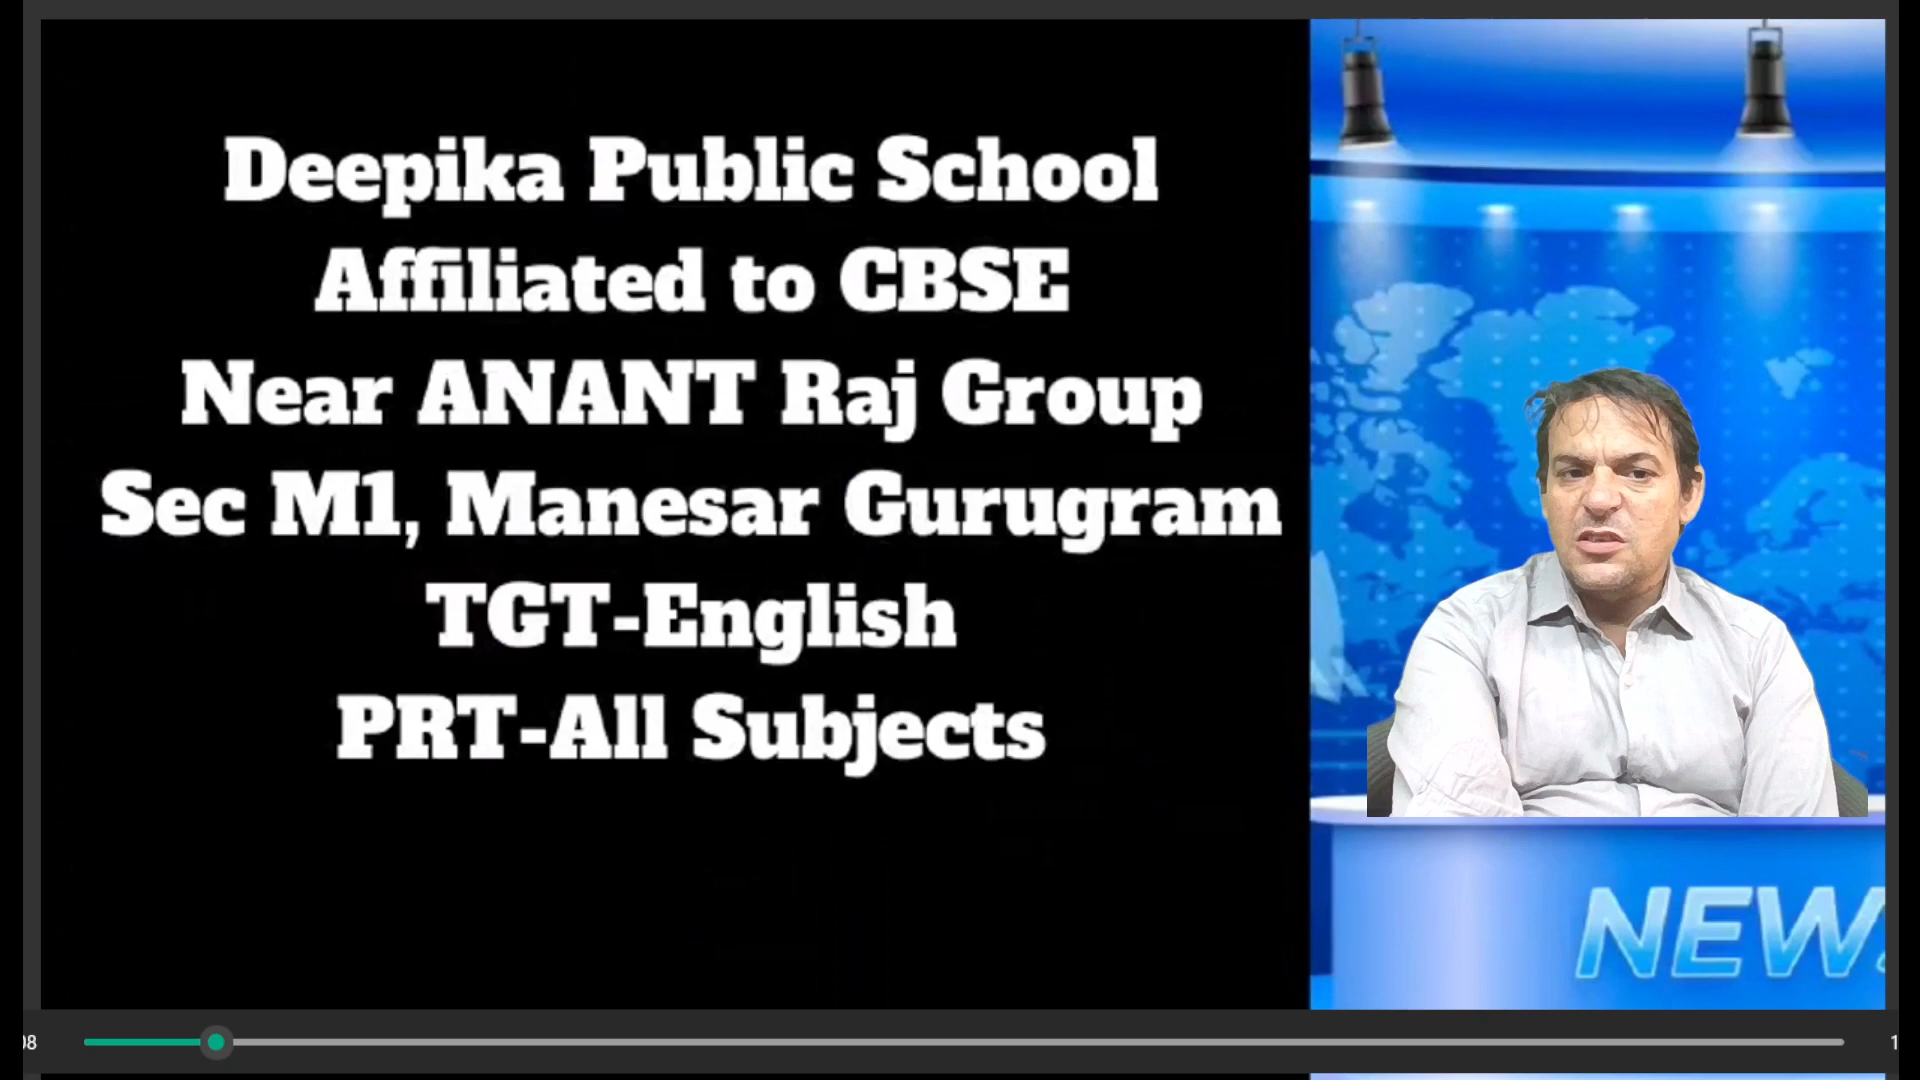 Deepika Public School
Affiliated to CBSE
Near ANANT Raj Group
Sec M1, Manesar Gurugram
TGT-English
PRT-All Subjects
NEWS